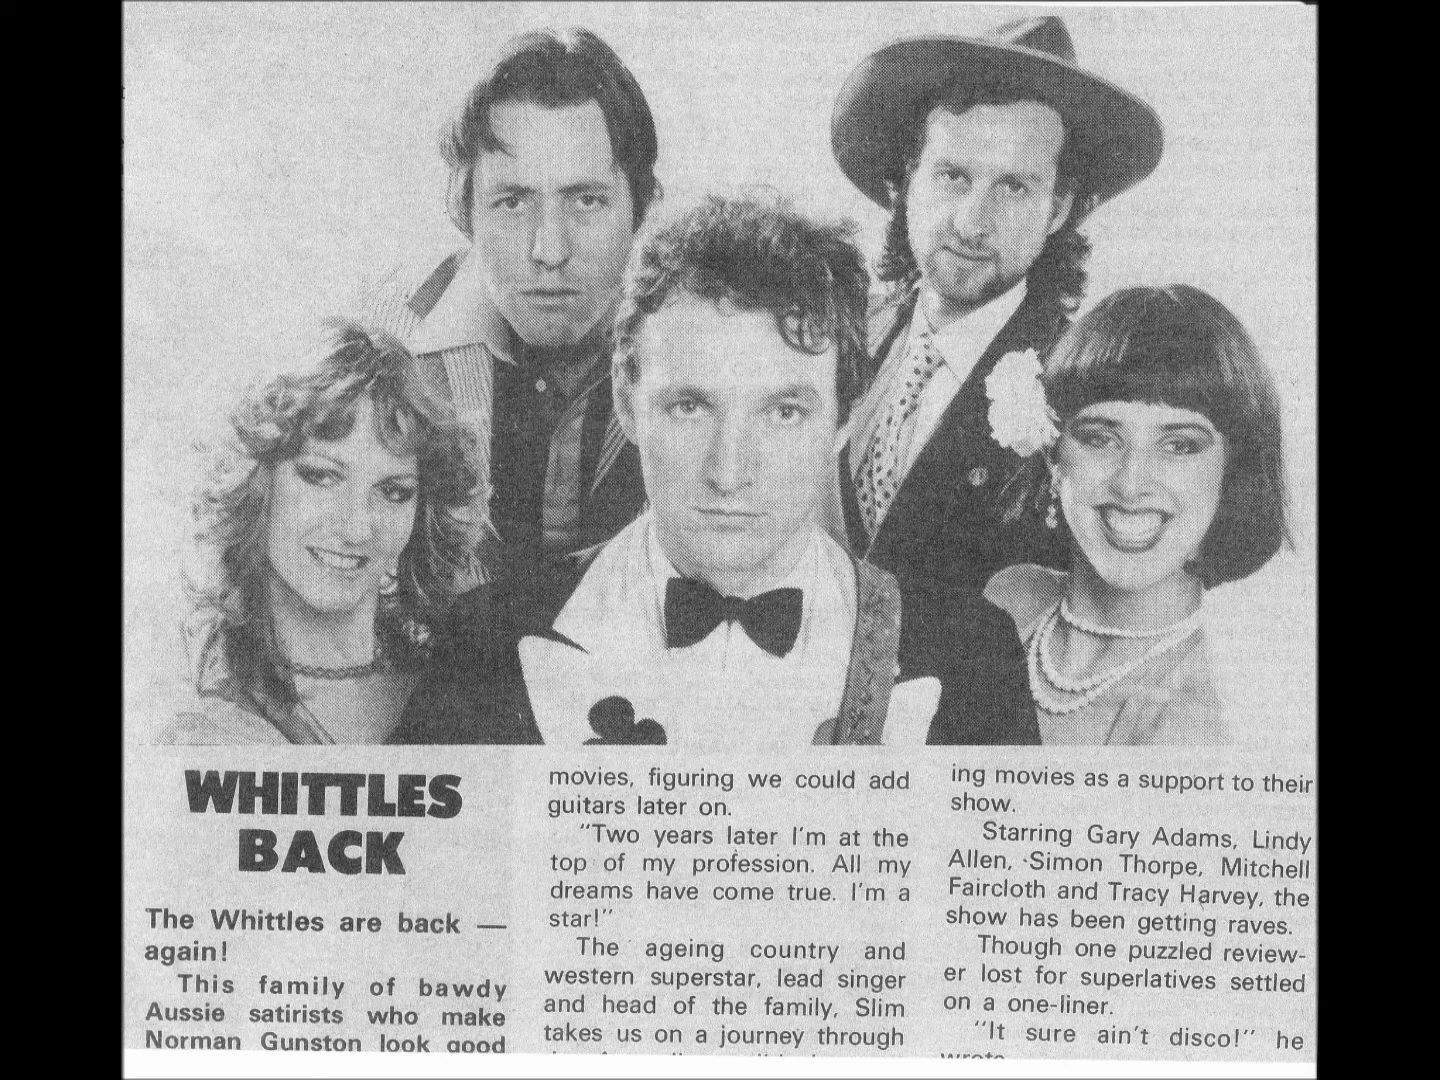 WHITTLES
BACK
The Whittles are back —
again!
This family of bawdy
Aussie satirists who make
Norman Gunston look good
movies, figuring we could add
guitars later on.
"Two years later I'm at the
top of my profession. All my
dreams have come true. I'm a
star!"
The ageing country and
western superstar, lead singer
and head of the family, Slim
takes us on a journey through
ing movies as a support to their
show.
Starring Gary Adams, Lindy
Allen, Simon Thorpe, Mitchell
Faircloth and Tracy Harvey, the
show has been getting raves.
Though one puzzled review-
er lost for superlatives settled
on a one-liner.
"It sure ain't disco!" he
wrote